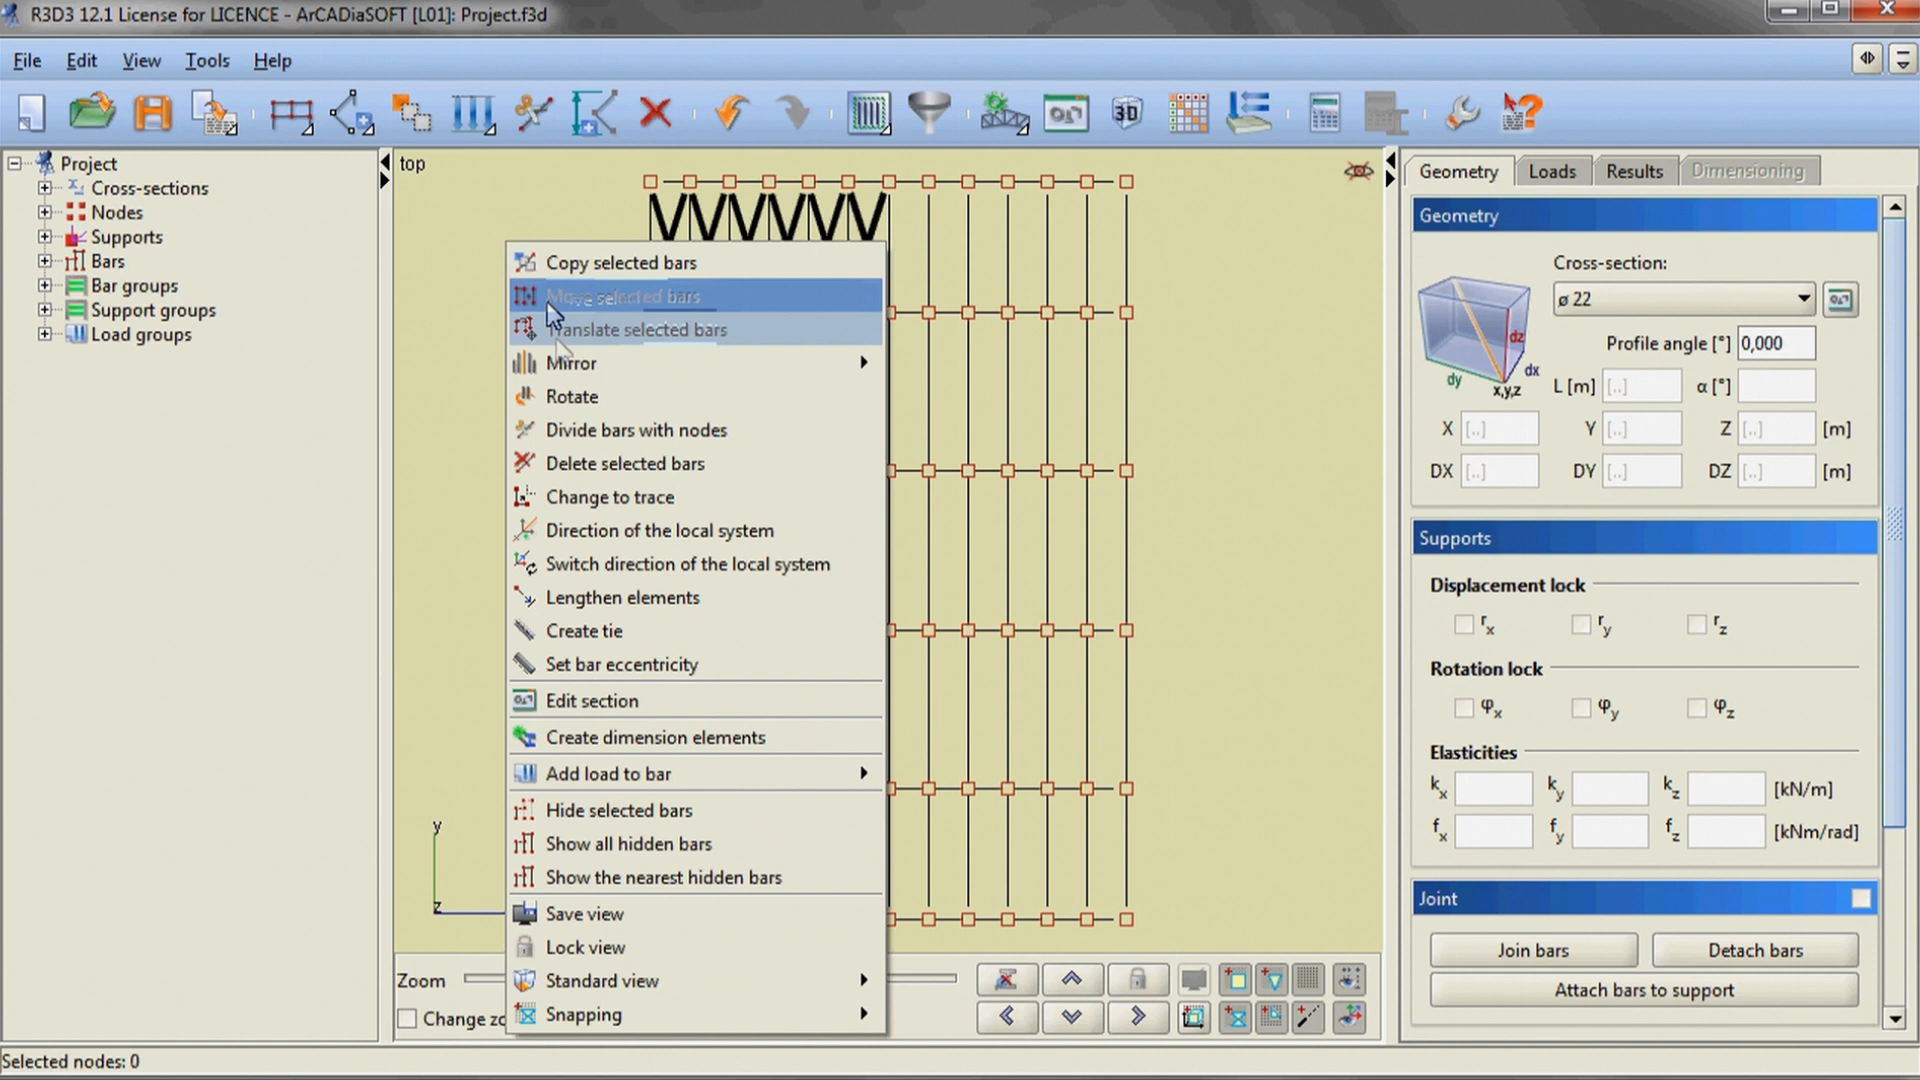 R3D3 12.1 License for LICENCE - ArCADiaSOFT [L01]: Project.f3d
File Edit View Tools Help
3D
Project
Cross-sections
Nodes
Supports
Bars
Bar groups
Support groups
Load groups
top
Copy selected bars
Move selected bars
Translate selected bars
Mirror
Rotate
Divide bars with nodes
Delete selected bars
Change to trace
Direction of the local system
Switch direction of the local system
Lengthen elements
Create tie
Set bar eccentricity
Edit section
Create dimension elements
Add load to bar
Hide selected bars
Show all hidden bars
Show the nearest hidden bars
Save view
Lock view
Standard view
Snapping
y
z
Zoom
Change zo
Geometry Loads Results Dimensioning
Geometry
Cross-section:
ø 22
Profile angle [°] 0,000
dz
dx
dy
x,y,z
L [m] [..] α [°]
X [..] Y [..] Z [..] [m]
DX [..] DY [..] DZ [..] [m]
Supports
Displacement lock
rx ry rz
Rotation lock
φx φy φz
Elasticities
kx ky kz [kN/m]
fx fy fz [kNm/rad]
Joint
Join bars Detach bars
Attach bars to support
Selected nodes: 0